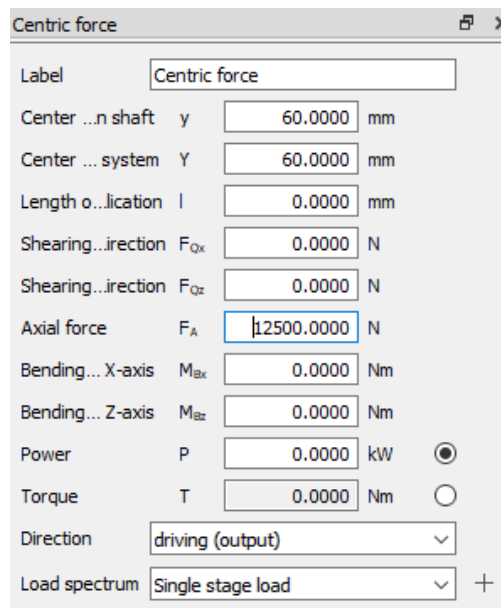 Centric force
Label Centric force
Center ...n shaft y 60.0000 mm
Center ... system Y 60.0000 mm
Length o...lication l 0.0000 mm
Shearing...irection FQx 0.0000 N
Shearing...irection FQz 0.0000 N
Axial force FA 12500.0000 N
Bending... X-axis MBx 0.0000 Nm
Bending... Z-axis MBz 0.0000 Nm
Power P 0.0000 kW
Torque T 0.0000 Nm
Direction driving (output)
Load spectrum Single stage load